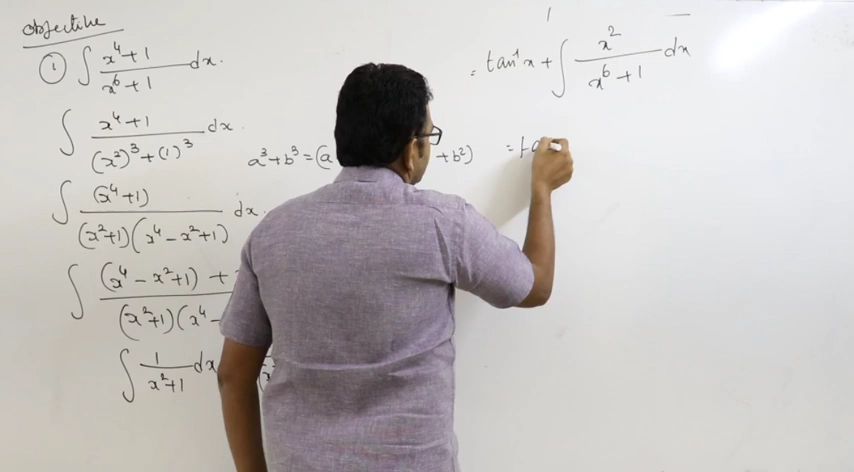 objective
① ∫ x⁴+1 / x⁶+1 dx.
∫ x⁴+1 / (x²)³+(1)³ dx.
a³+b³=(a +b²)
∫ (x⁴+1) / (x²+1)(x⁴−x²+1) dx.
∫ (x⁴−x²+1) + / (x²+1)(x⁴−
∫ 1 / x²+1 dx
= tan⁻¹x + ∫ x² / x⁶+1 dx
= ta